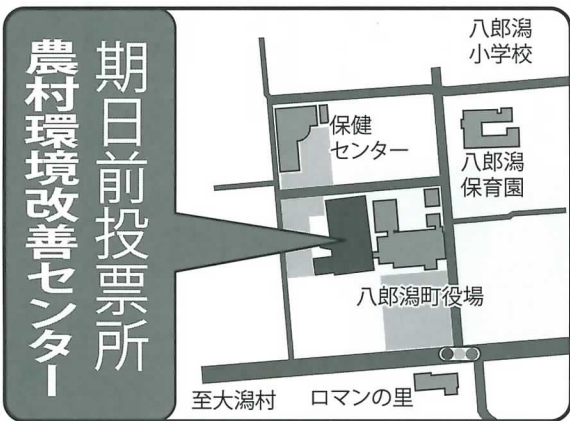 期日前投票所
農村環境改善センター
八郎潟
小学校
保健
センター
八郎潟
保育園
八郎潟町役場
至大潟村
ロマンの里